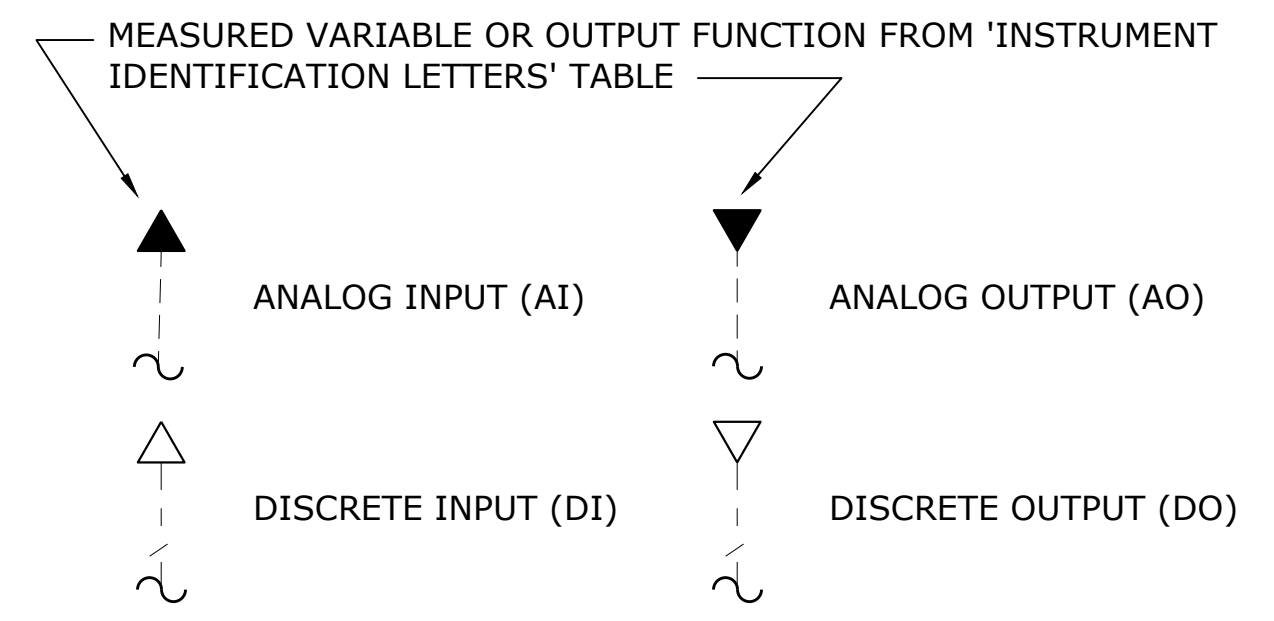 MEASURED VARIABLE OR OUTPUT FUNCTION FROM 'INSTRUMENT
IDENTIFICATION LETTERS' TABLE
ANALOG INPUT (AI)
ANALOG OUTPUT (AO)
DISCRETE INPUT (DI)
DISCRETE OUTPUT (DO)